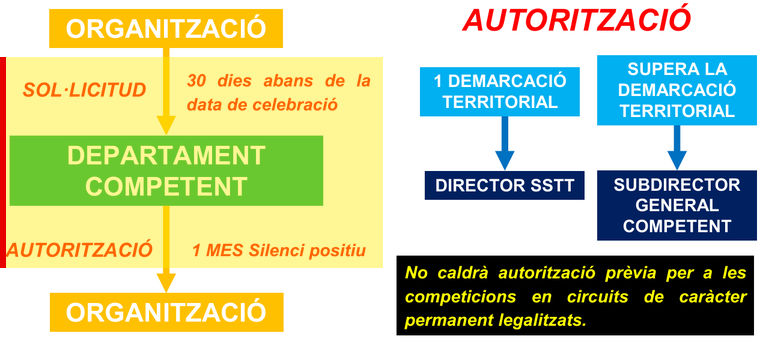 ORGANITZACIÓ
SOL·LICITUD
30 dies abans de la
data de celebració
DEPARTAMENT
COMPETENT
AUTORITZACIÓ
1 MES Silenci positiu
ORGANITZACIÓ
AUTORITZACIÓ
1 DEMARCACIÓ
TERRITORIAL
SUPERA LA
DEMARCACIÓ
TERRITORIAL
DIRECTOR SSTT
SUBDIRECTOR
GENERAL
COMPETENT
No caldrà autorització prèvia per a les
competicions en circuits de caràcter
permanent legalitzats.